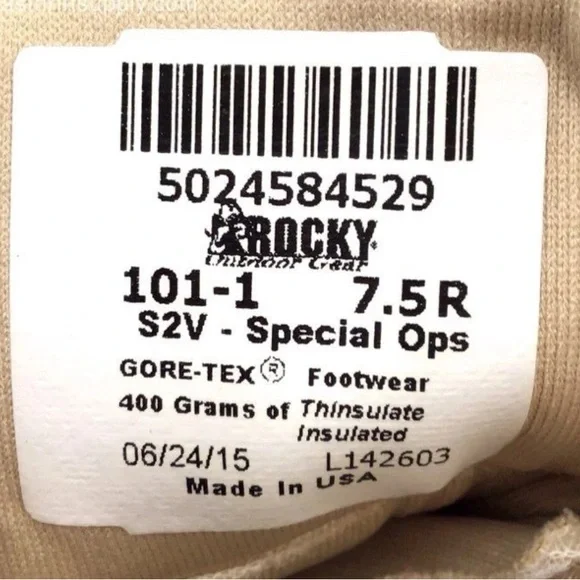 5024584529
ROCKY
Outdoor Gear
101-1 7.5 R
S2V - Special Ops
GORE-TEX® Footwear
400 Grams of Thinsulate
Insulated
06/24/15 L142603
Made In USA